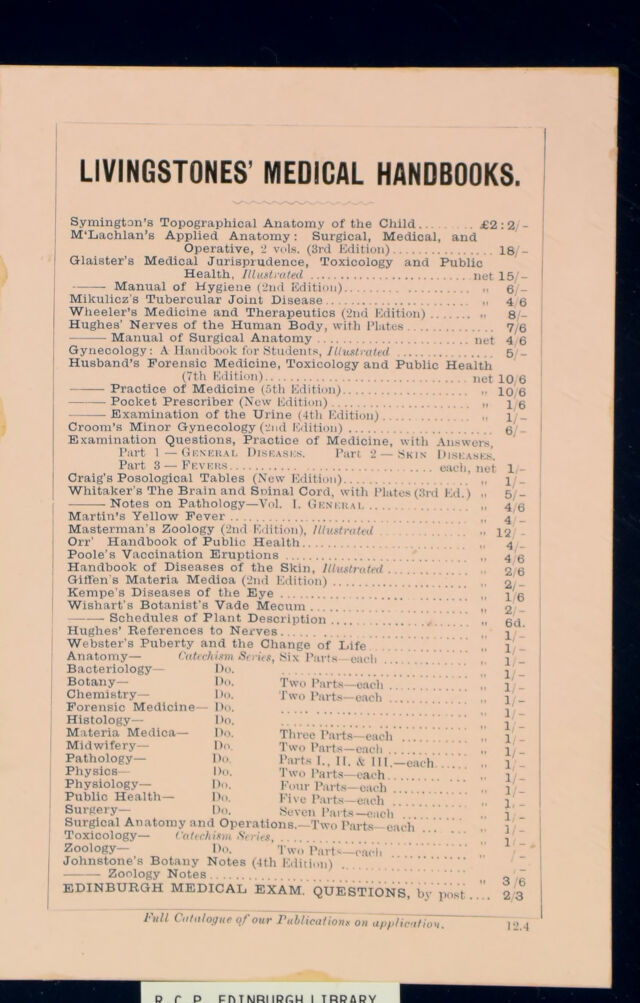 LIVINGSTONES' MEDICAL HANDBOOKS.
Symington's Topographical Anatomy of the Child......... £2:2/-
M'Lachlan's Applied Anatomy: Surgical, Medical, and
Operative, 2 vols. (3rd Edition)................ 18/-
Glaister's Medical Jurisprudence, Toxicology and Public
Health, Illustrated ........................ net 15/-
—— Manual of Hygiene (2nd Edition).................... „ 6/-
Mikulicz's Tubercular Joint Disease........................ „ 4/6
Wheeler's Medicine and Therapeutics (2nd Edition) ....... „ 8/-
Hughes' Nerves of the Human Body, with Plates............. 7/6
—— Manual of Surgical Anatomy ........................ net 4/6
Gynecology: A Handbook for Students, Illustrated .............. 5/-
Husband's Forensic Medicine, Toxicology and Public Health
(7th Edition)............................... net 10/6
—— Practice of Medicine (5th Edition)................... „ 10/6
—— Pocket Prescriber (New Edition)..................... „ 1/6
—— Examination of the Urine (4th Edition) ............. „ 1/-
Croom's Minor Gynecology (2nd Edition) ..................... 6/-
Examination Questions, Practice of Medicine, with Answers,
Part 1 — GENERAL DISEASES. Part 2 — SKIN DISEASES.
Part 3 — FEVERS................................ each, net 1/-
Craig's Posological Tables (New Edition)..................... „ 1/-
Whitaker's The Brain and Spinal Cord, with Plates (3rd Ed.) „ 5/-
—— Notes on Pathology—Vol. I. GENERAL ................ „ 4/6
Martin's Yellow Fever ..................................... „ 4/-
Masterman's Zoology (2nd Edition), Illustrated ............... „ 12/-
Orr' Handbook of Public Health............................ „ 4/-
Poole's Vaccination Eruptions .............................. „ 4/6
Handbook of Diseases of the Skin, Illustrated ............. „ 2/6
Giffen's Materia Medica (2nd Edition) ....................... „ 2/-
Kempe's Diseases of the Eye ............................... „ 1/6
Wishart's Botanist's Vade Mecum .......................... „ 2/-
—— Schedules of Plant Description ..................... „ 6d.
Hughes' References to Nerves.............................. „ 1/-
Webster's Puberty and the Change of Life .................. „ 1/-
Anatomy— Catechism Series, Six Parts—each ............. „ 1/-
Bacteriology— Do. ............................... „ 1/-
Botany— Do. Two Parts—each ............. „ 1/-
Chemistry— Do. Two Parts—each ............. „ 1/-
Forensic Medicine— Do. ............................... „ 1/-
Histology— Do. ............................... „ 1/-
Materia Medica— Do. Three Parts—each ............ „ 1/-
Midwifery— Do. Two Parts—each ............. „ 1/-
Pathology— Do. Parts I., II. & III.—each...... „ 1/-
Physics— Do. Two Parts—each.............. „ 1/-
Physiology— Do. Four Parts—each ............ „ 1/-
Public Health— Do. Five Parts—each ............ „ 1/-
Surgery— Do. Seven Parts—each ........... „ 1/-
Surgical Anatomy and Operations.—Two Parts—each ....... „ 1/-
Toxicology— Catechism Series, ........................ „ 1/-
Zoology— Do. Two Parts—each ............. „ /-
Johnstone's Botany Notes (4th Edition) ..................... „ -
—— Zoology Notes ................................... „ 3/6
EDINBURGH MEDICAL EXAM. QUESTIONS, by post .... 2/3
Full Catalogue of our Publications on application.
12.4
R.C.P. EDINBURGH LIBRARY